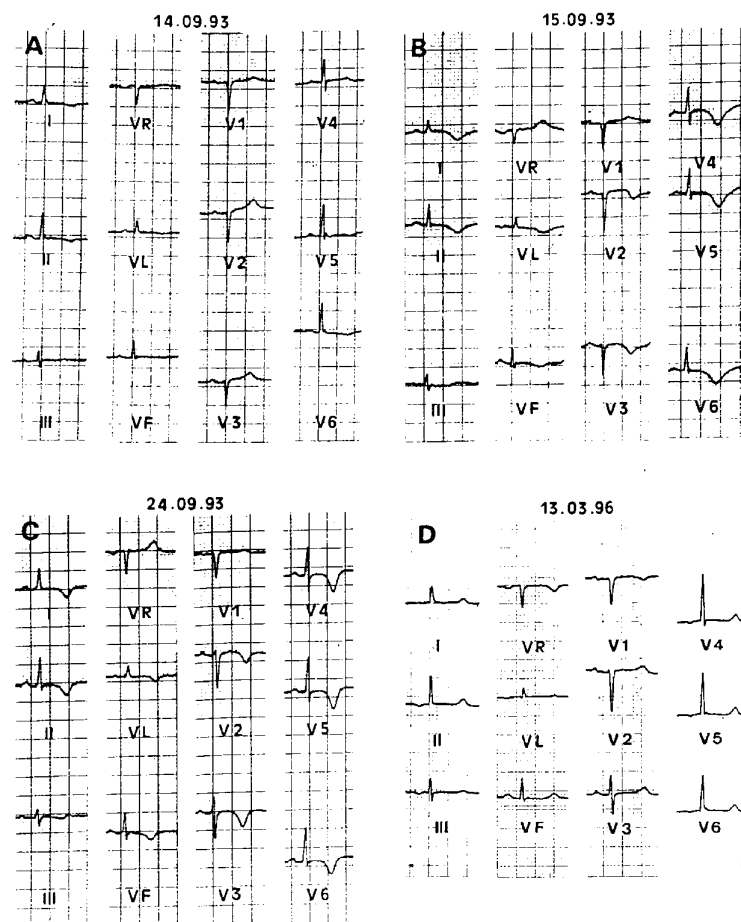 14.09.93
A
I VR V1 V4
II VL V2 V5
III VF V3 V6
15.09.93
B
I VR V1 V4
II VL V2 V5
III VF V3 V6
24.09.93
C
I VR V1 V4
II VL V2 V5
III VF V3 V6
13.03.96
D
I VR V1 V4
II VL V2 V5
III VF V3 V6